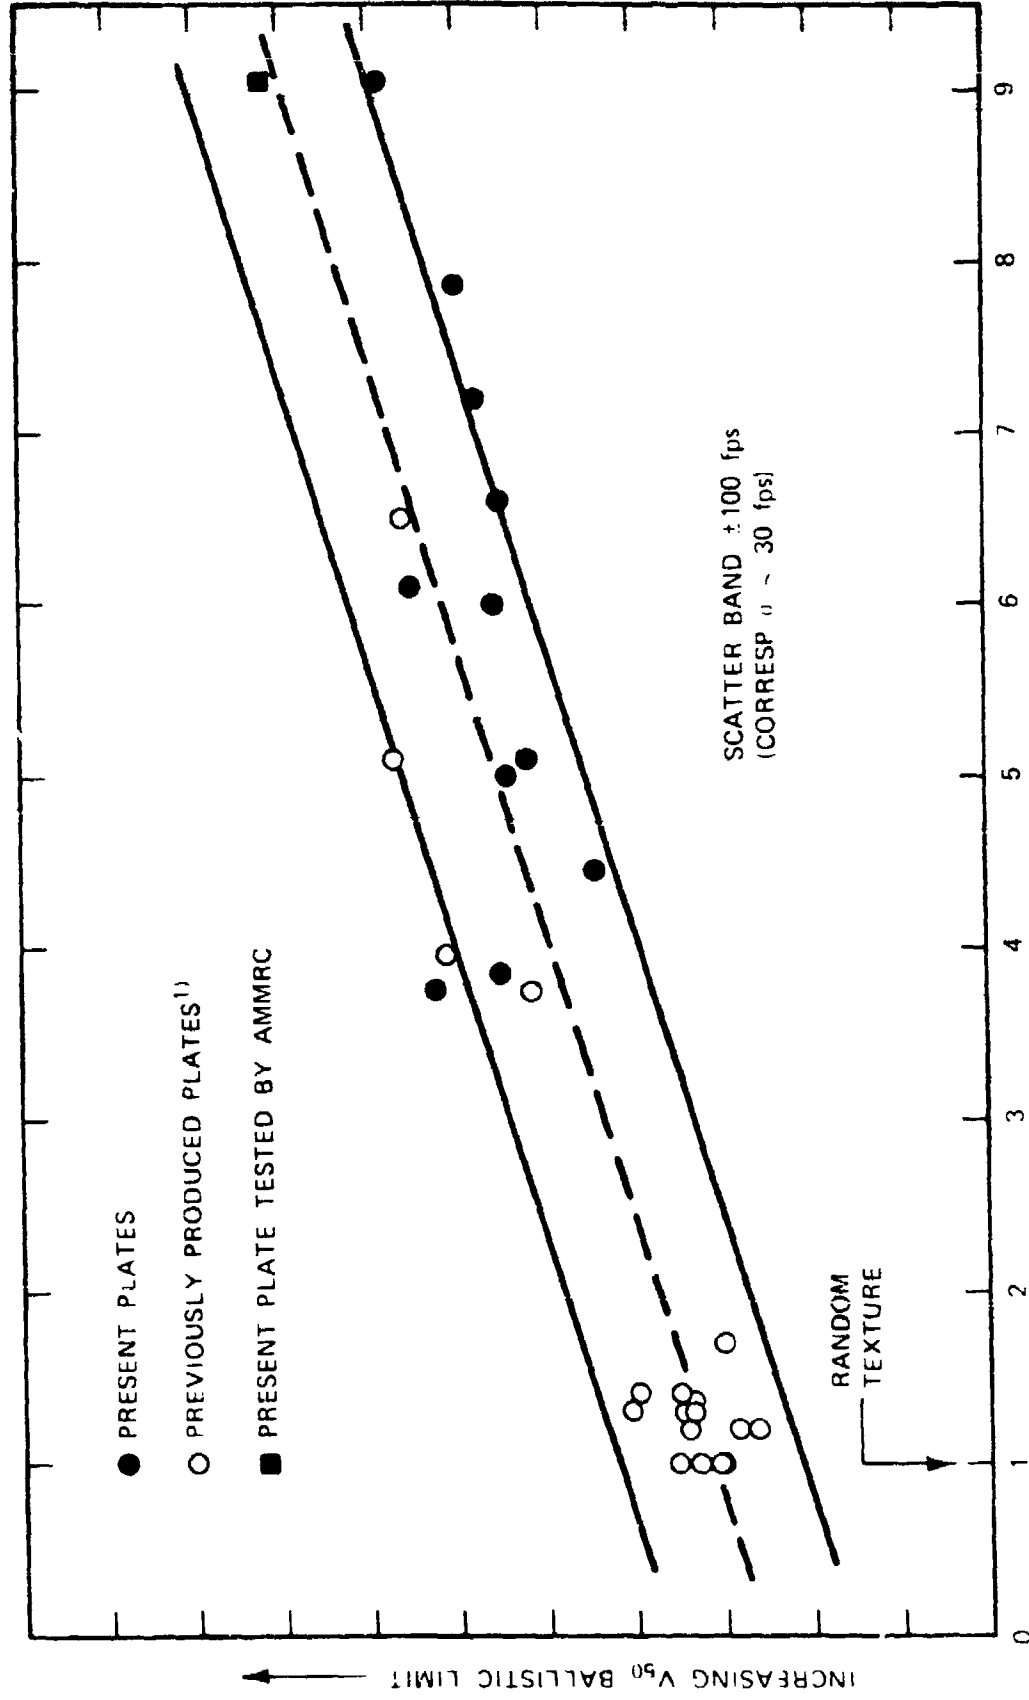 ● PRESENT PLATES
○ PREVIOUSLY PRODUCED PLATES1)
■ PRESENT PLATE TESTED BY AMMRC
INCREASING V50 BALLISTIC LIMIT
SCATTER BAND ±100 fps
(CORRESP ~ 30 fps)
RANDOM
TEXTURE
0 1 2 3 4 5 6 7 8 9